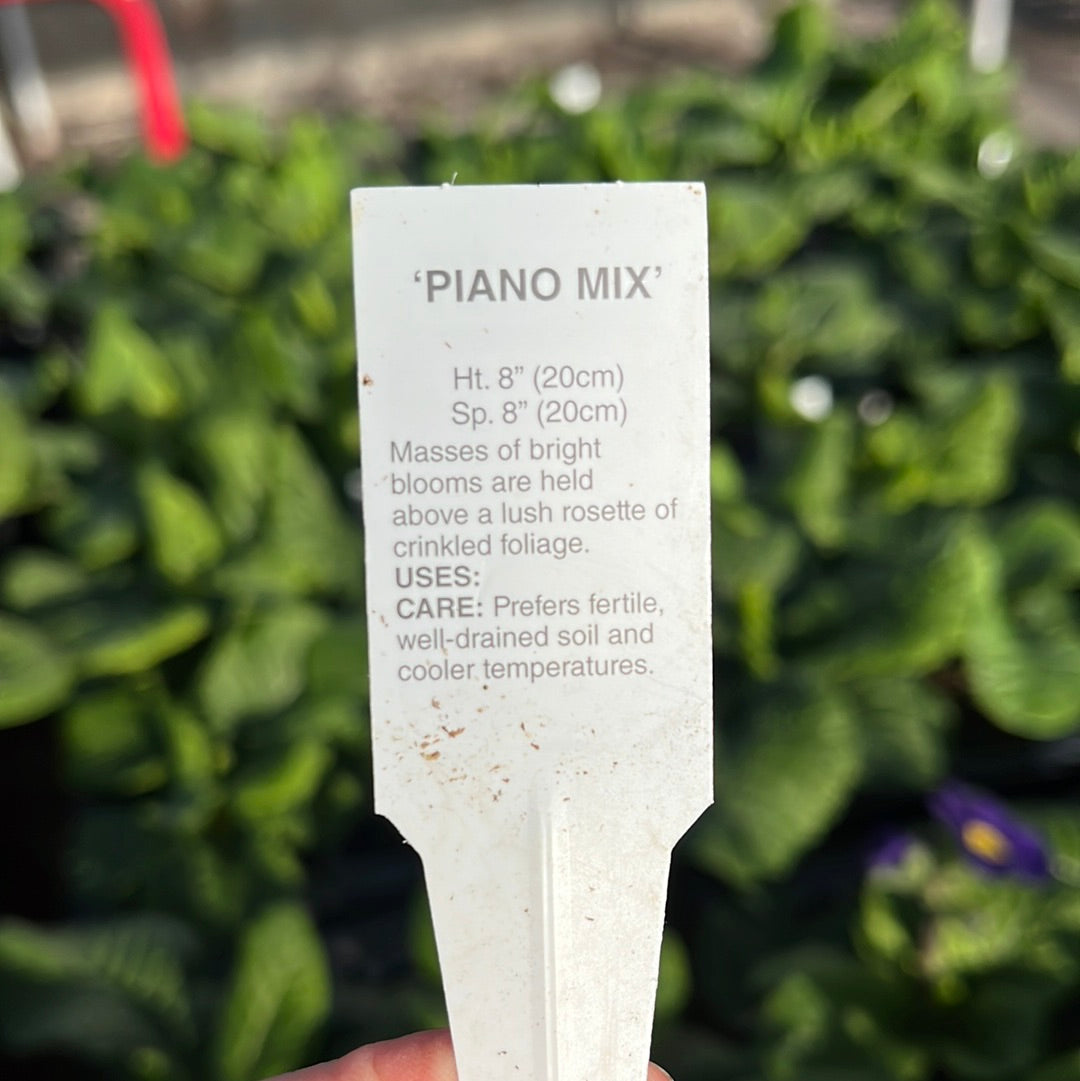 ‘PIANO MIX’
Ht. 8” (20cm)
Sp. 8” (20cm)
Masses of bright
blooms are held
above a lush rosette of
crinkled foliage.
USES:
CARE: Prefers fertile,
well-drained soil and
cooler temperatures.